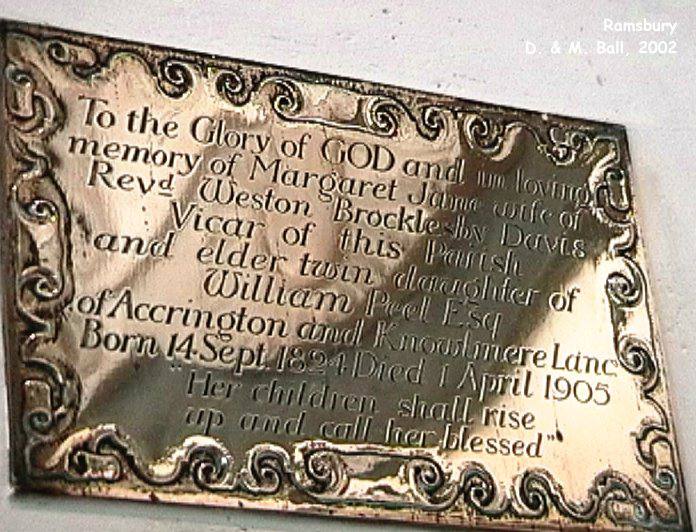 Ramsbury
D. & M. Ball, 2002
To the Glory of GOD and in loving
memory of Margaret Jane wife of
Revd Weston Brocklesby Davis
Vicar of this Parish
and elder twin daughter of
William Peel Esq
of Accrington and Knowlmere Lanc
Born 14 Sept. 1824 Died 1 April 1905
"Her children shall rise
up and call her blessed"